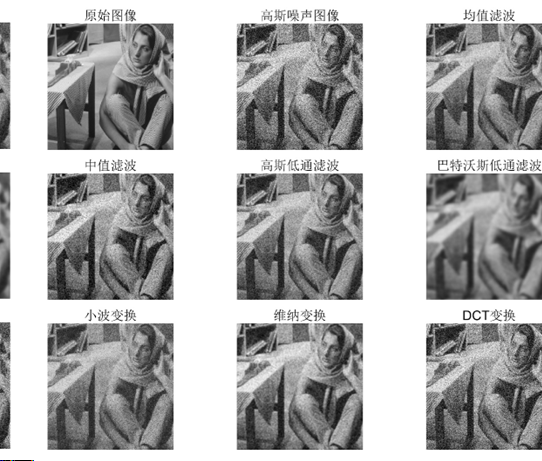 原始图像
高斯噪声图像
均值滤波
中值滤波
高斯低通滤波
巴特沃斯低通滤波
小波变换
维纳变换
DCT变换